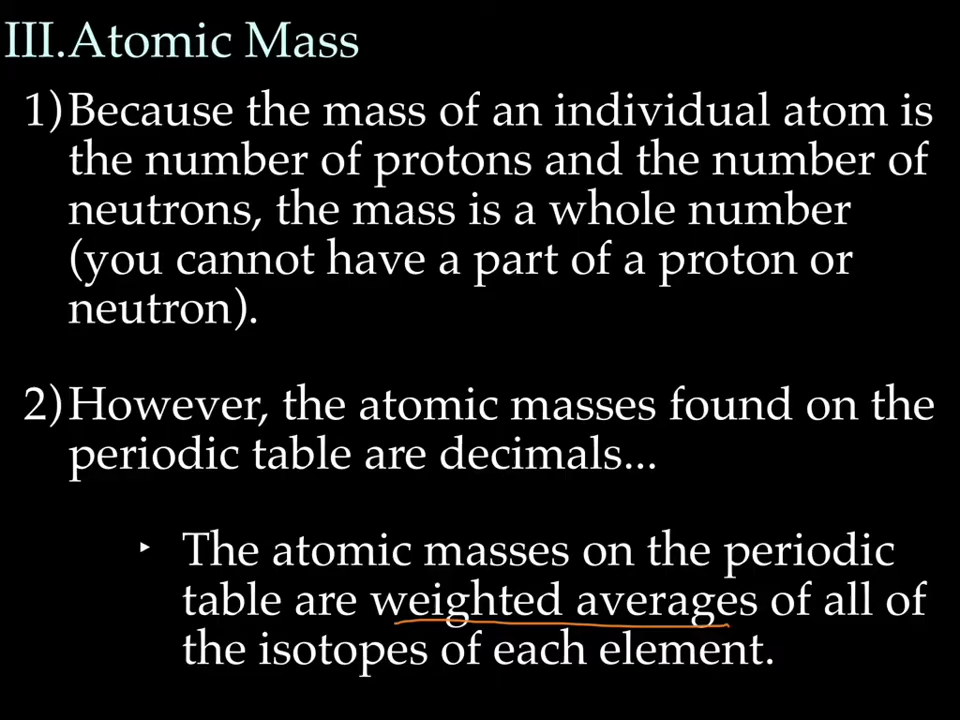 III.Atomic Mass
1) Because the mass of an individual atom is
the number of protons and the number of
neutrons, the mass is a whole number
(you cannot have a part of a proton or
neutron).
2) However, the atomic masses found on the
periodic table are decimals...
‣ The atomic masses on the periodic
table are weighted averages of all of
the isotopes of each element.